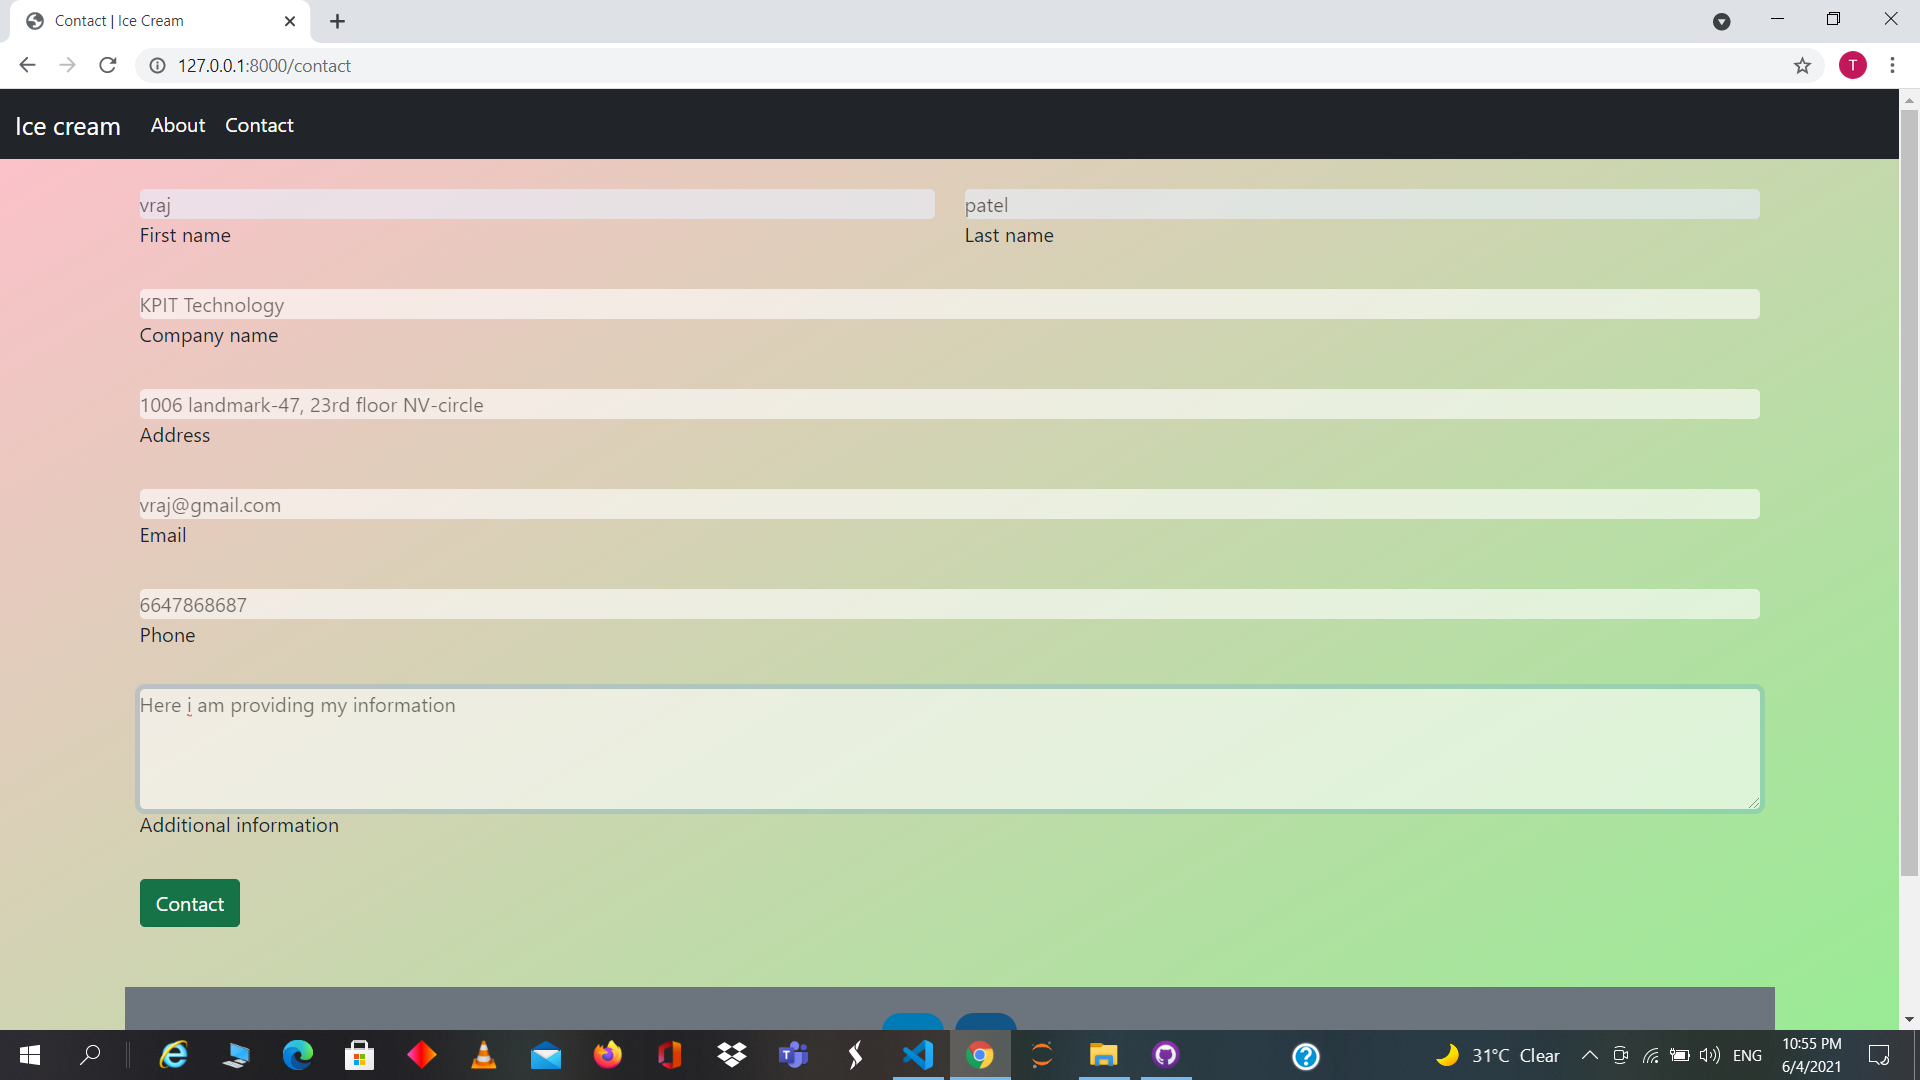 Contact | Ice Cream
127.0.0.1:8000/contact
T
Ice cream About Contact
vraj patel
First name Last name
KPIT Technology
Company name
1006 landmark-47, 23rd floor NV-circle
Address
vraj@gmail.com
Email
6647868687
Phone
Here i am providing my information
Additional information
Contact
31°C Clear ENG 10:55 PM
6/4/2021